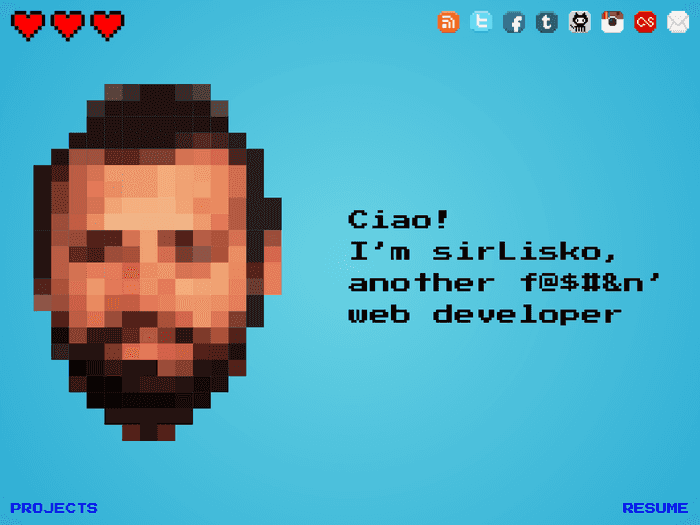 Ciao!
I'm sirLisko,
another f@$#&n'
web developer
PROJECTS
RESUME